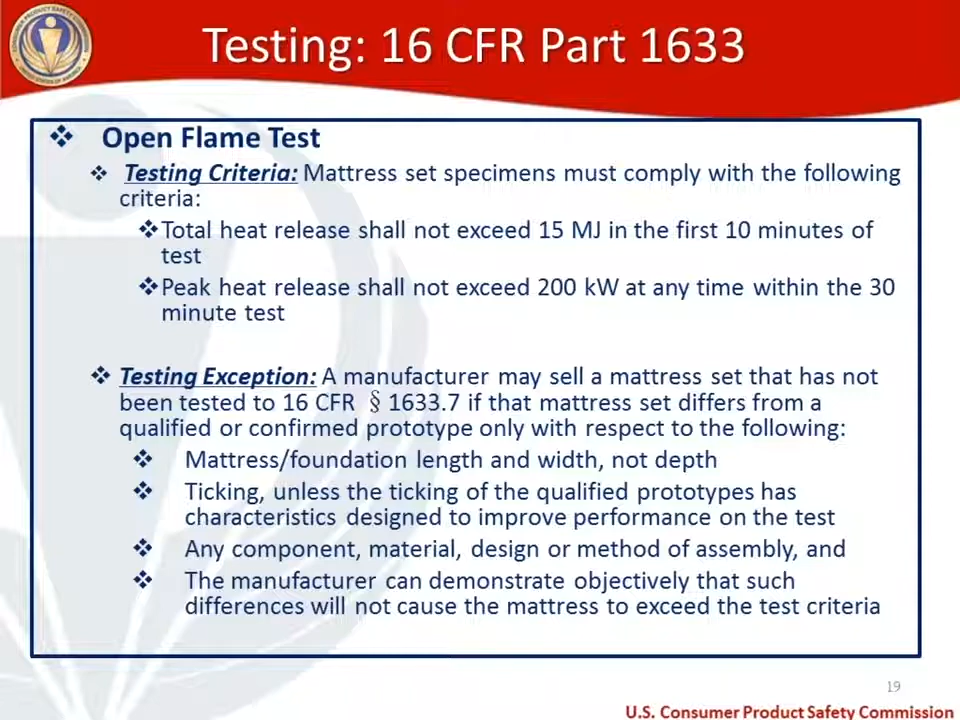 Testing: 16 CFR Part 1633
❖ Open Flame Test
❖ Testing Criteria: Mattress set specimens must comply with the following
criteria:
❖Total heat release shall not exceed 15 MJ in the first 10 minutes of
test
❖Peak heat release shall not exceed 200 kW at any time within the 30
minute test
❖ Testing Exception: A manufacturer may sell a mattress set that has not
been tested to 16 CFR § 1633.7 if that mattress set differs from a
qualified or confirmed prototype only with respect to the following:
❖ Mattress/foundation length and width, not depth
❖ Ticking, unless the ticking of the qualified prototypes has
characteristics designed to improve performance on the test
❖ Any component, material, design or method of assembly, and
❖ The manufacturer can demonstrate objectively that such
differences will not cause the mattress to exceed the test criteria
19
U.S. Consumer Product Safety Commission